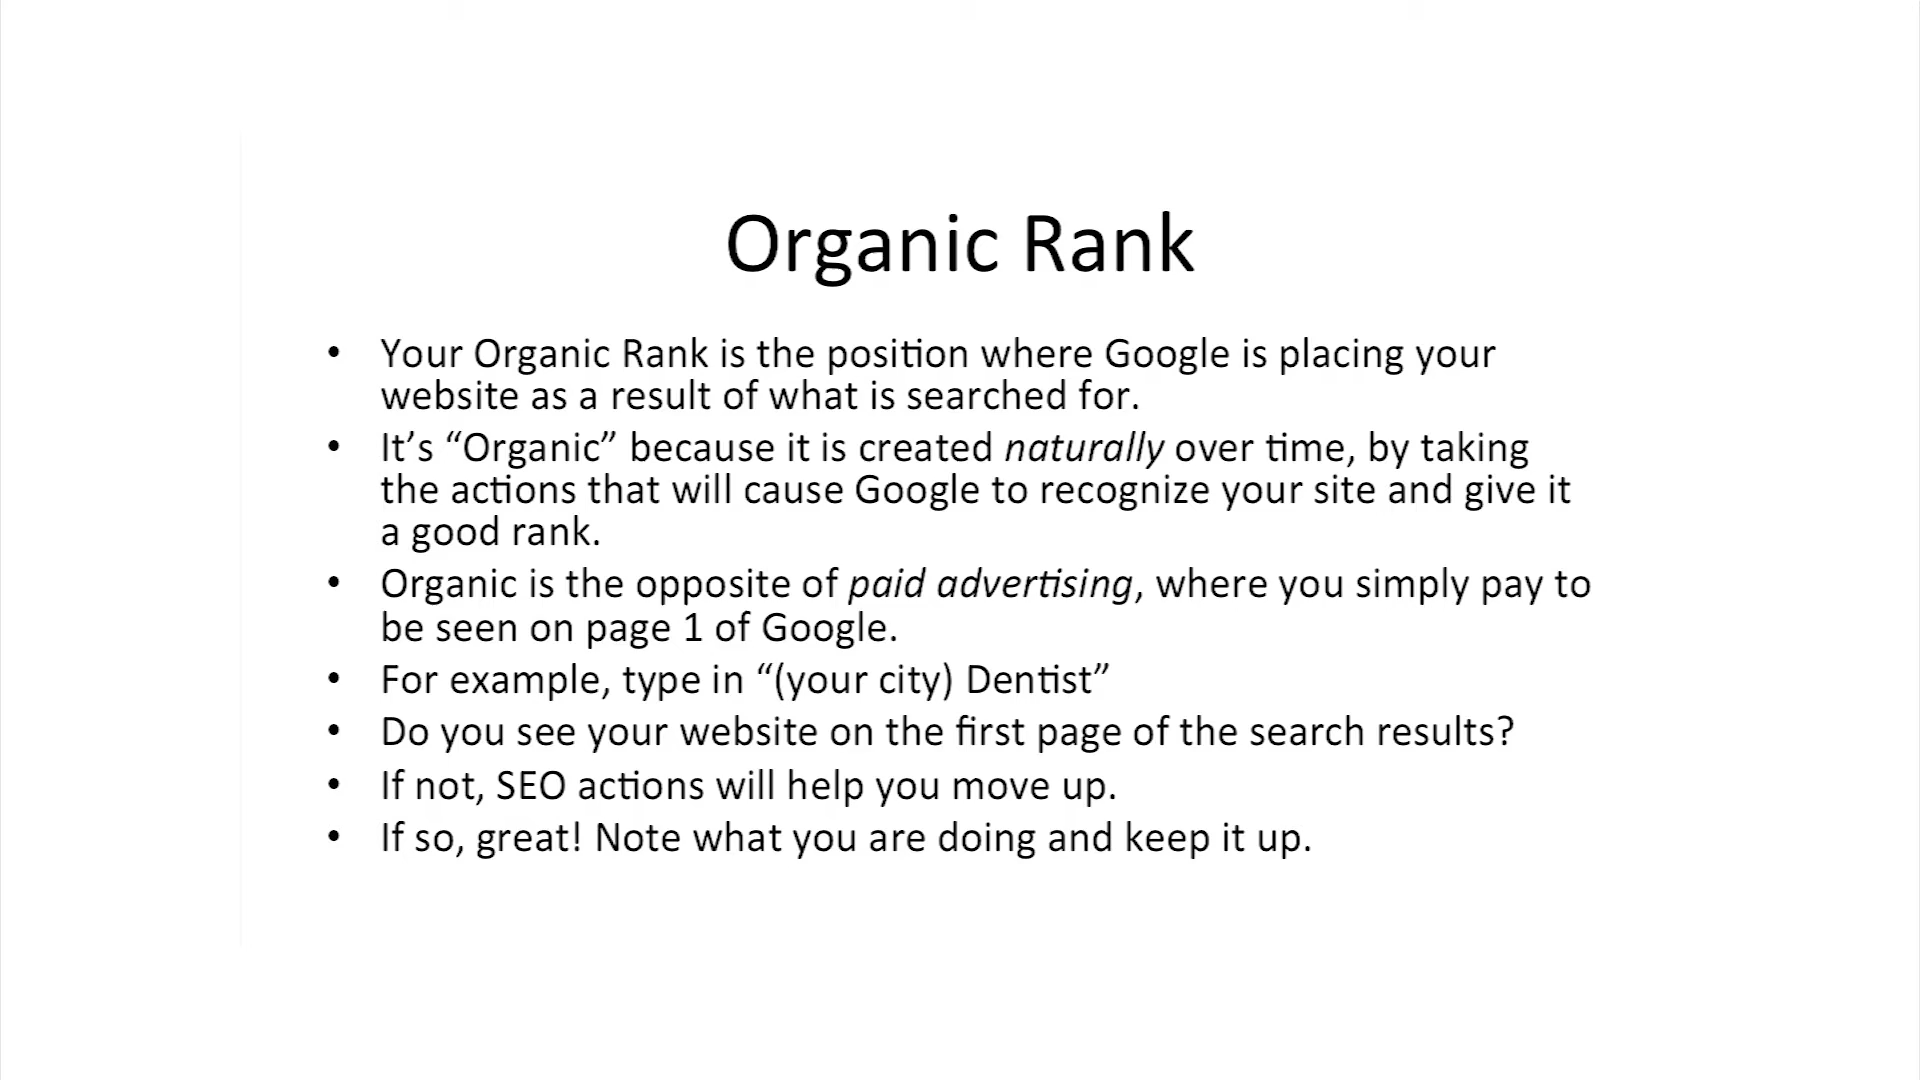 Organic Rank
• Your Organic Rank is the position where Google is placing your
website as a result of what is searched for.
• It’s “Organic” because it is created naturally over time, by taking
the actions that will cause Google to recognize your site and give it
a good rank.
• Organic is the opposite of paid advertising, where you simply pay to
be seen on page 1 of Google.
• For example, type in “(your city) Dentist”
• Do you see your website on the first page of the search results?
• If not, SEO actions will help you move up.
• If so, great! Note what you are doing and keep it up.